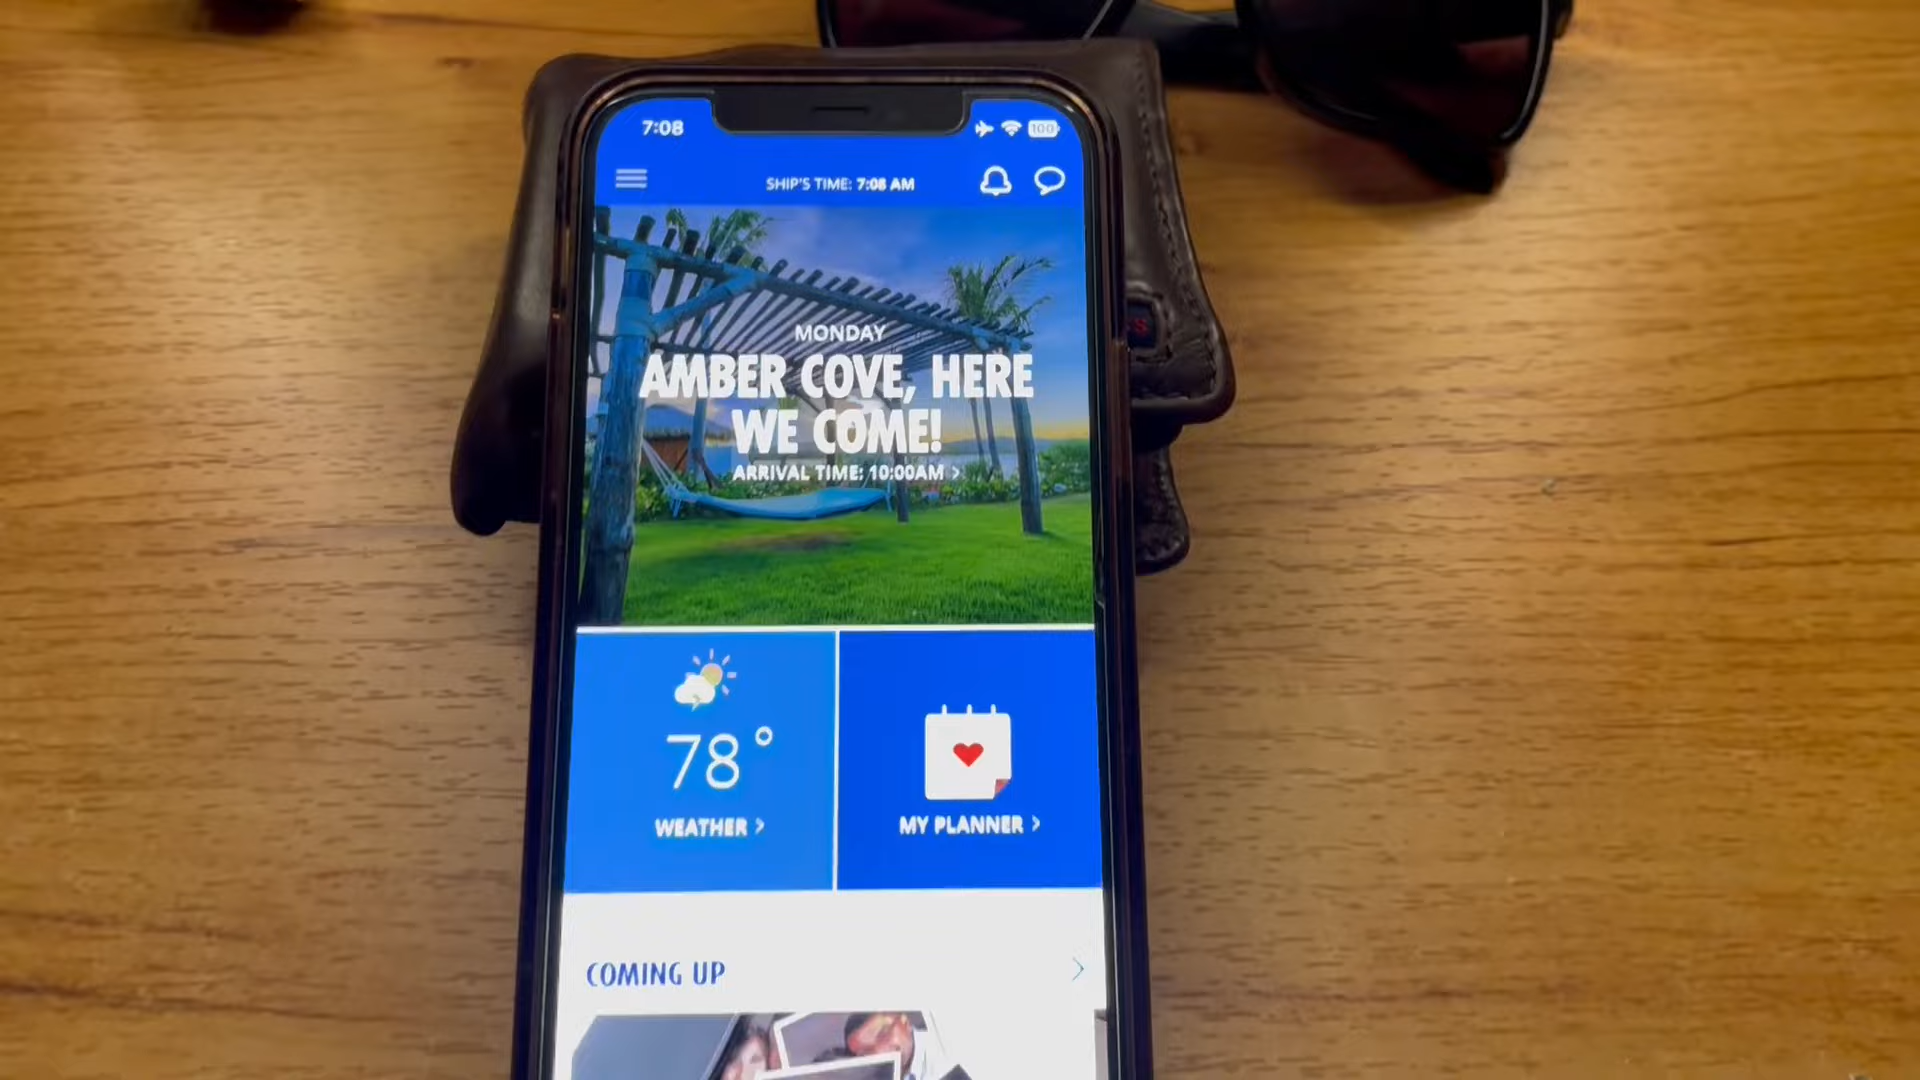 7:08
100
SHIP'S TIME: 7:08 AM
MONDAY
AMBER COVE, HERE
WE COME!
ARRIVAL TIME: 10:00AM >
78°
WEATHER >
MY PLANNER >
COMING UP